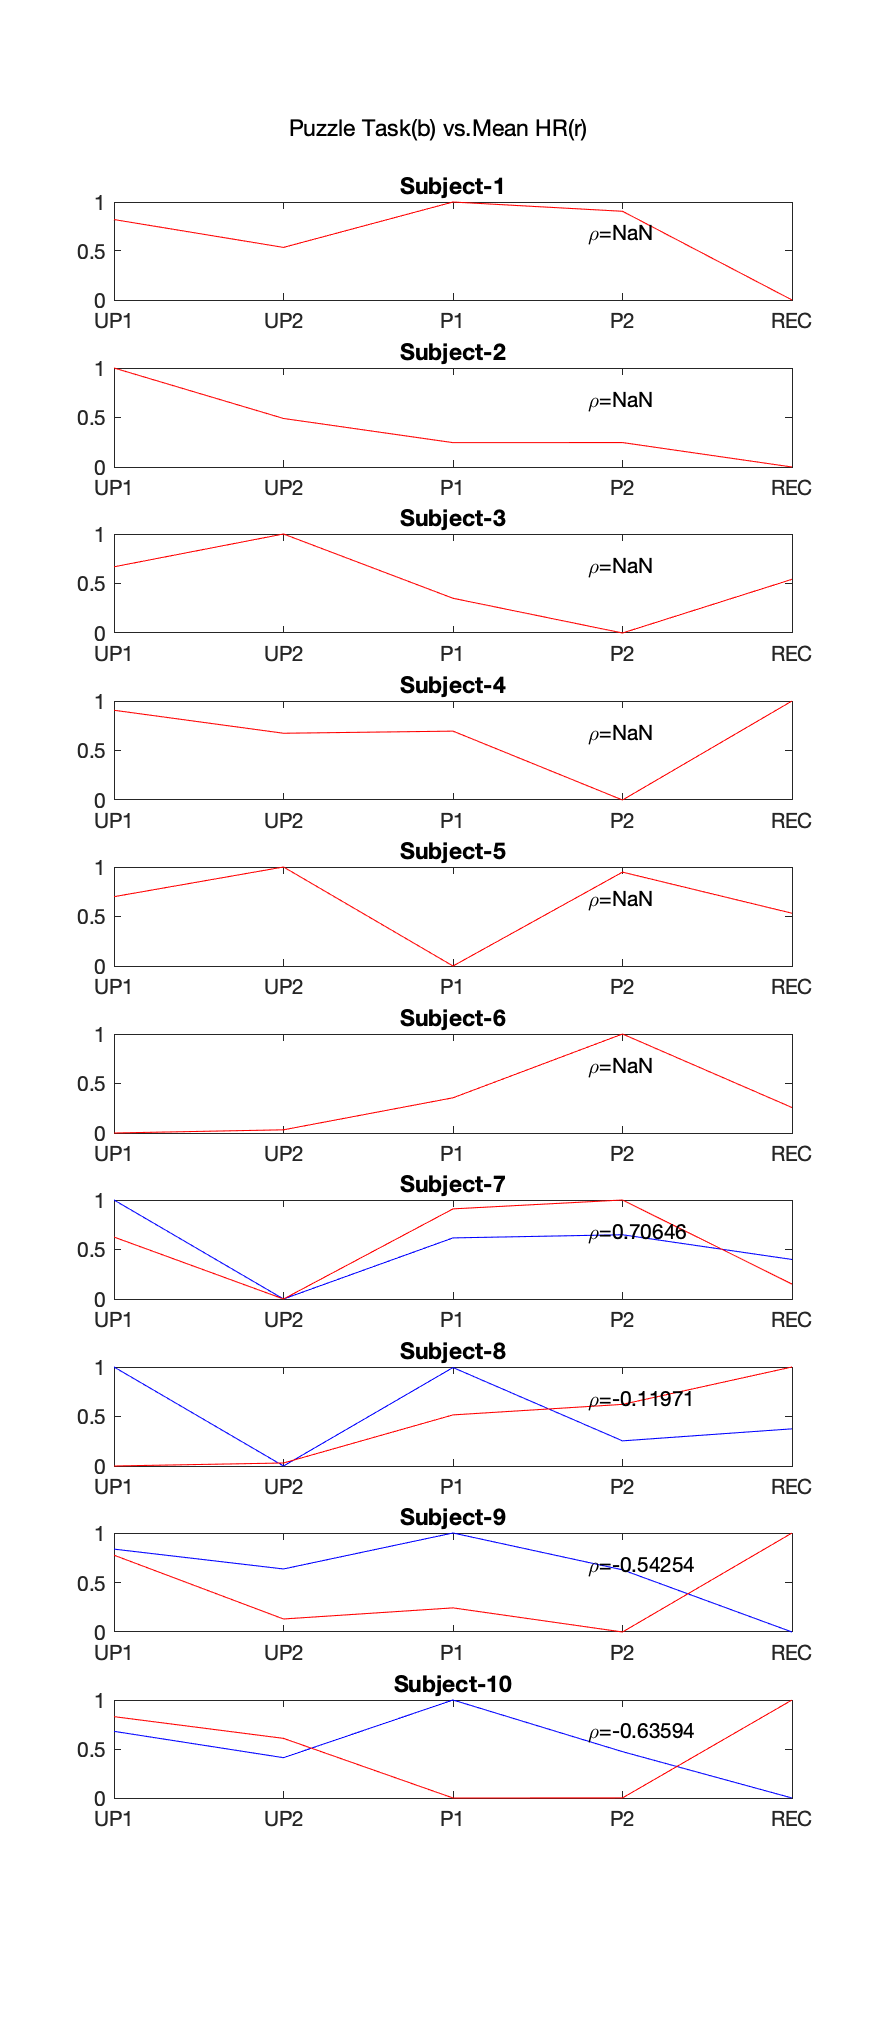 Puzzle Task(b) vs.Mean HR(r)
Subject-1
1
0.5
0
ρ=NaN
UP1 UP2 P1 P2 REC
Subject-2
1
0.5
0
ρ=NaN
UP1 UP2 P1 P2 REC
Subject-3
1
0.5
0
ρ=NaN
UP1 UP2 P1 P2 REC
Subject-4
1
0.5
0
ρ=NaN
UP1 UP2 P1 P2 REC
Subject-5
1
0.5
0
ρ=NaN
UP1 UP2 P1 P2 REC
Subject-6
1
0.5
0
ρ=NaN
UP1 UP2 P1 P2 REC
Subject-7
1
0.5
0
ρ=0.70646
UP1 UP2 P1 P2 REC
Subject-8
1
0.5
0
ρ=-0.11971
UP1 UP2 P1 P2 REC
Subject-9
1
0.5
0
ρ=-0.54254
UP1 UP2 P1 P2 REC
Subject-10
1
0.5
0
ρ=-0.63594
UP1 UP2 P1 P2 REC